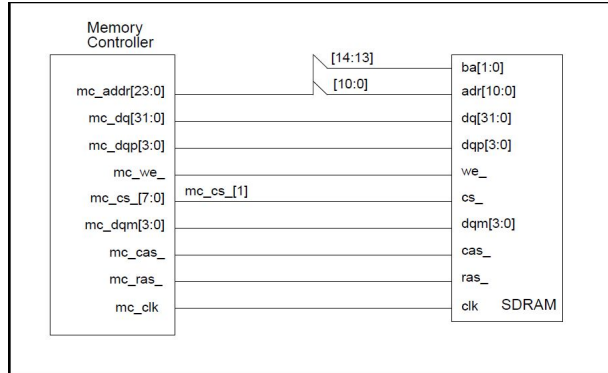 Memory
Controller
mc_addr[23:0]
mc_dq[31:0]
mc_dqp[3:0]
mc_we_
mc_cs_[7:0]
mc_dqm[3:0]
mc_cas_
mc_ras_
mc_clk
[14:13]
[10:0]
mc_cs_[1]
ba[1:0]
adr[10:0]
dq[31:0]
dqp[3:0]
we_
cs_
dqm[3:0]
cas_
ras_
clk SDRAM